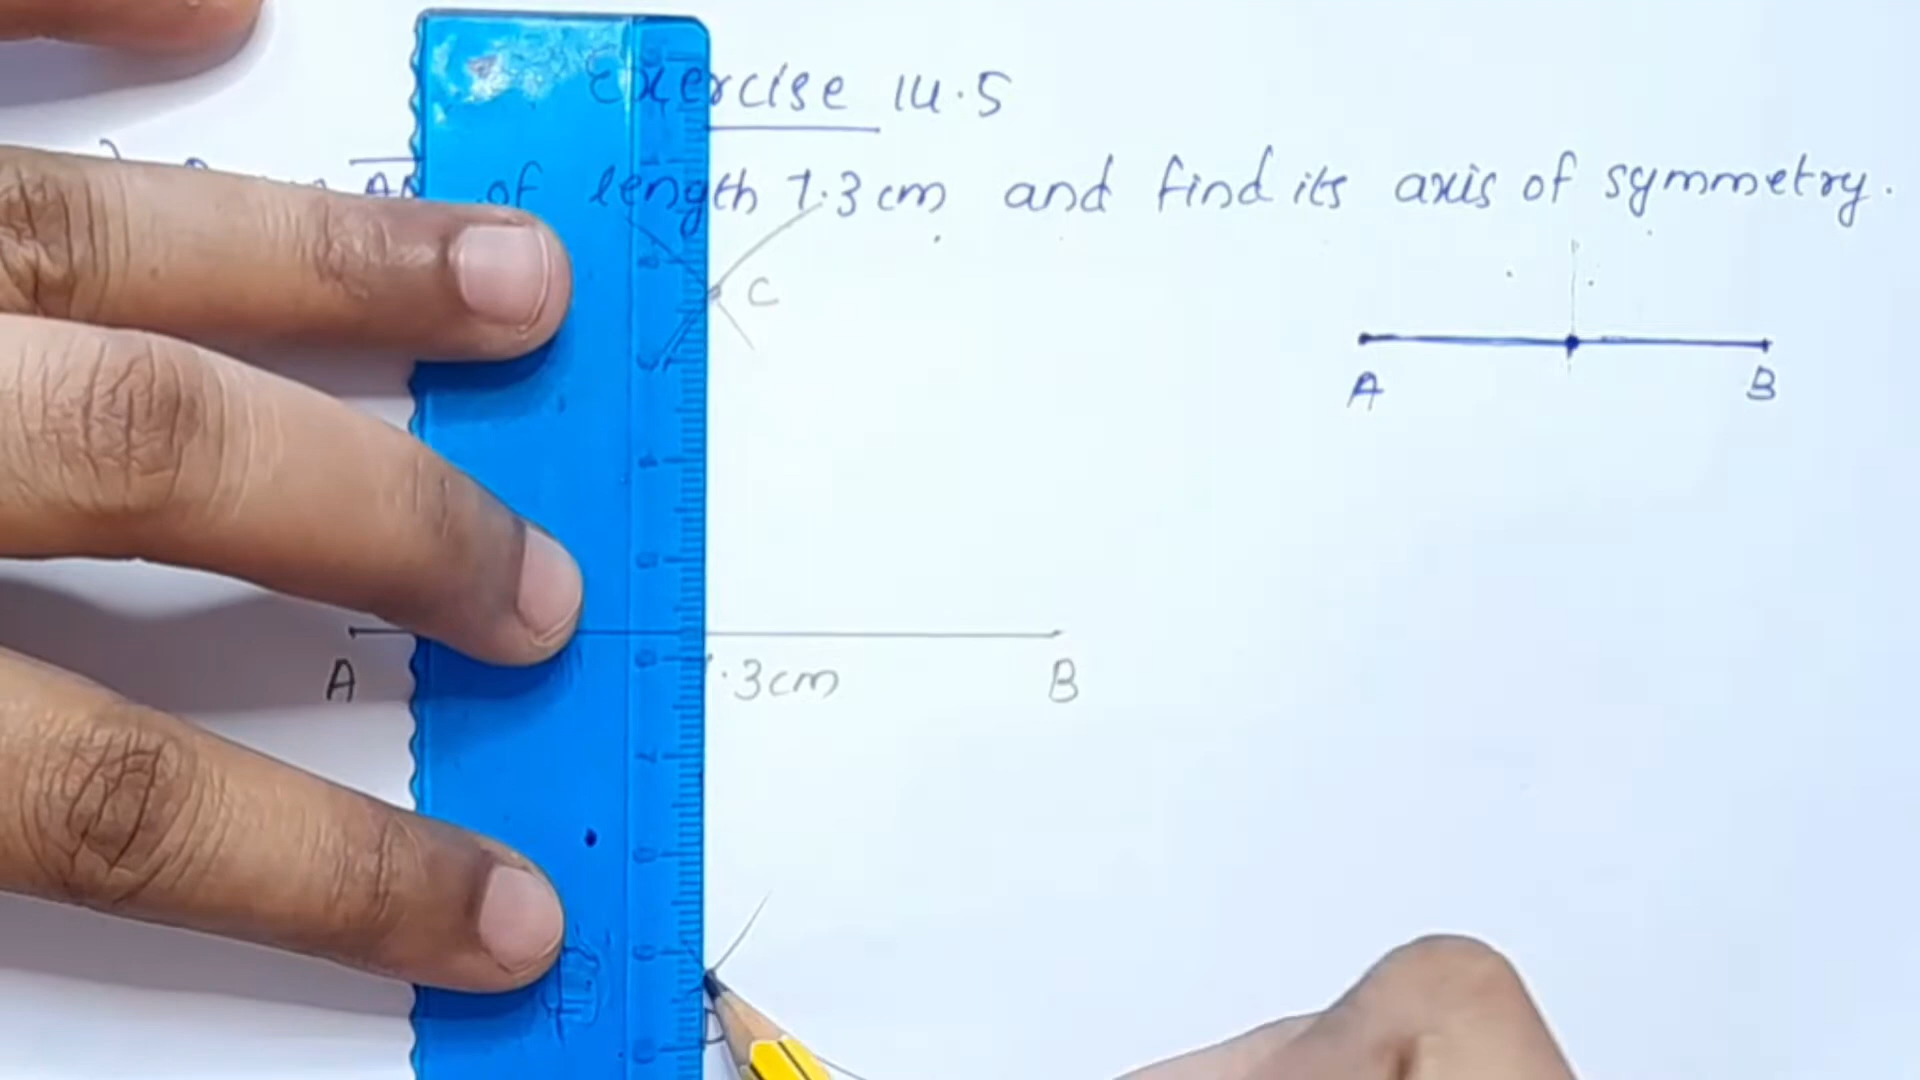 Exercise 14.5
of length 7.3 cm and find its axis of symmetry.
C
A B
A .3cm B
D